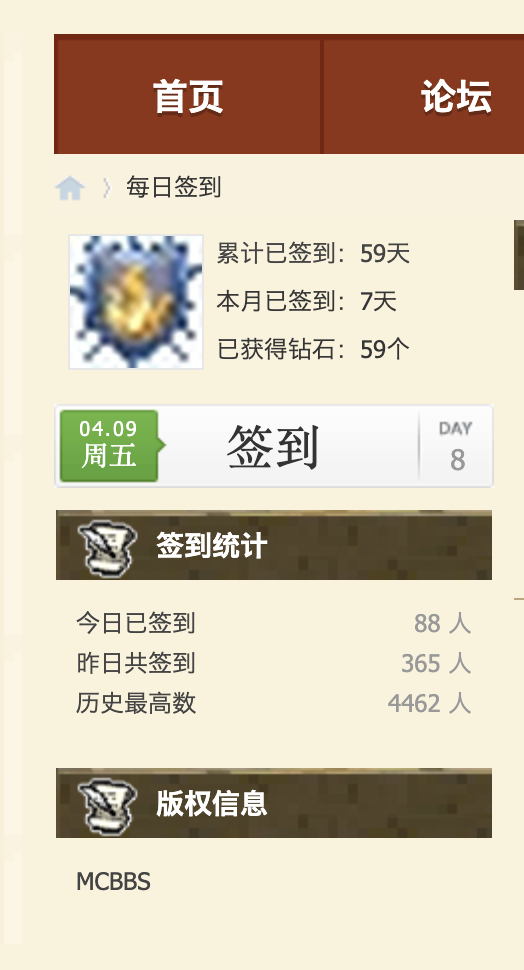 首页 论坛
每日签到
累计已签到：59天
本月已签到：7天
已获得钻石：59个
04.09
周五
签到
DAY
8
签到统计
今日已签到 88 人
昨日共签到 365 人
历史最高数 4462 人
版权信息
MCBBS